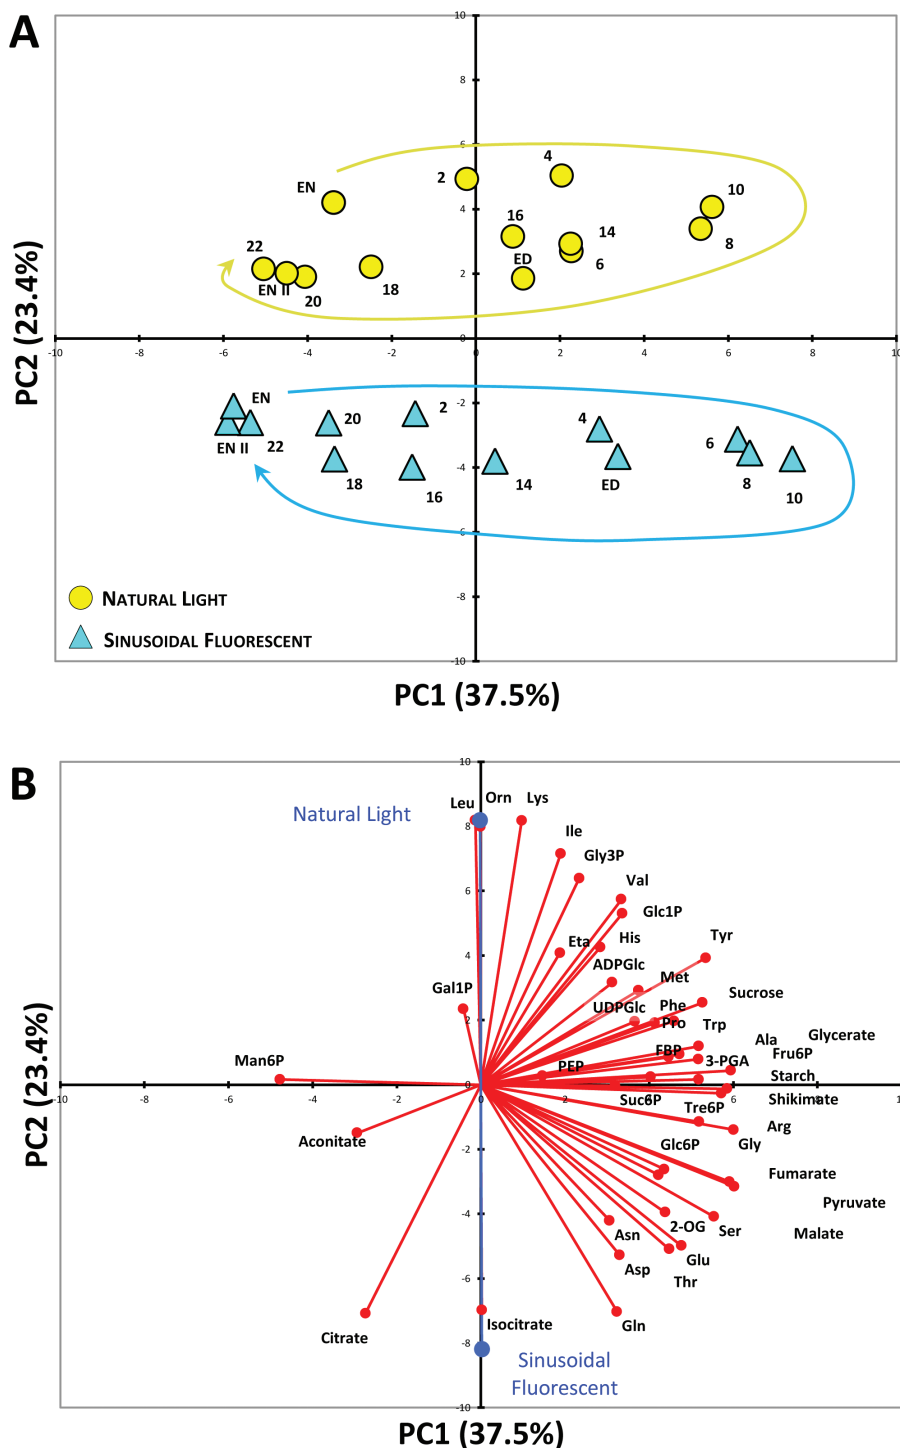 A
10
8
6
4
2
0
-2
-4
-6
-8
-10
-10
-8
-6
-4
-2
0
2
4
6
8
10
PC2 (23.4%)
EN
2
4
10
8
16
14
6
ED
22
EN II
20
18
EN
EN II
22
20
18
2
16
14
4
ED
6
8
10
NATURAL LIGHT
SINUSOIDAL FLUORESCENT
PC1 (37.5%)
B
10
6
4
2
0
-2
-4
-6
-8
-10
-10
-8
-6
-4
-2
0
2
4
6
8
PC2 (23.4%)
Natural Light
Leu
Orn
Lys
Ile
Gly3P
Val
Glc1P
Eta
His
Tyr
ADPGlc
Met
Sucrose
Gal1P
UDPGlc
Phe
Pro
Trp
Ala
Glycerate
Man6P
PEP
FBP
3-PGA
Fru6P
Starch
Suc6P
Tre6P
Shikimate
Aconitate
Glc6P
Gly
Arg
Fumarate
Pyruvate
Malate
Asn
2-OG
Ser
Asp
Glu
Thr
Citrate
Isocitrate
Gln
Sinusoidal
Fluorescent
PC1 (37.5%)